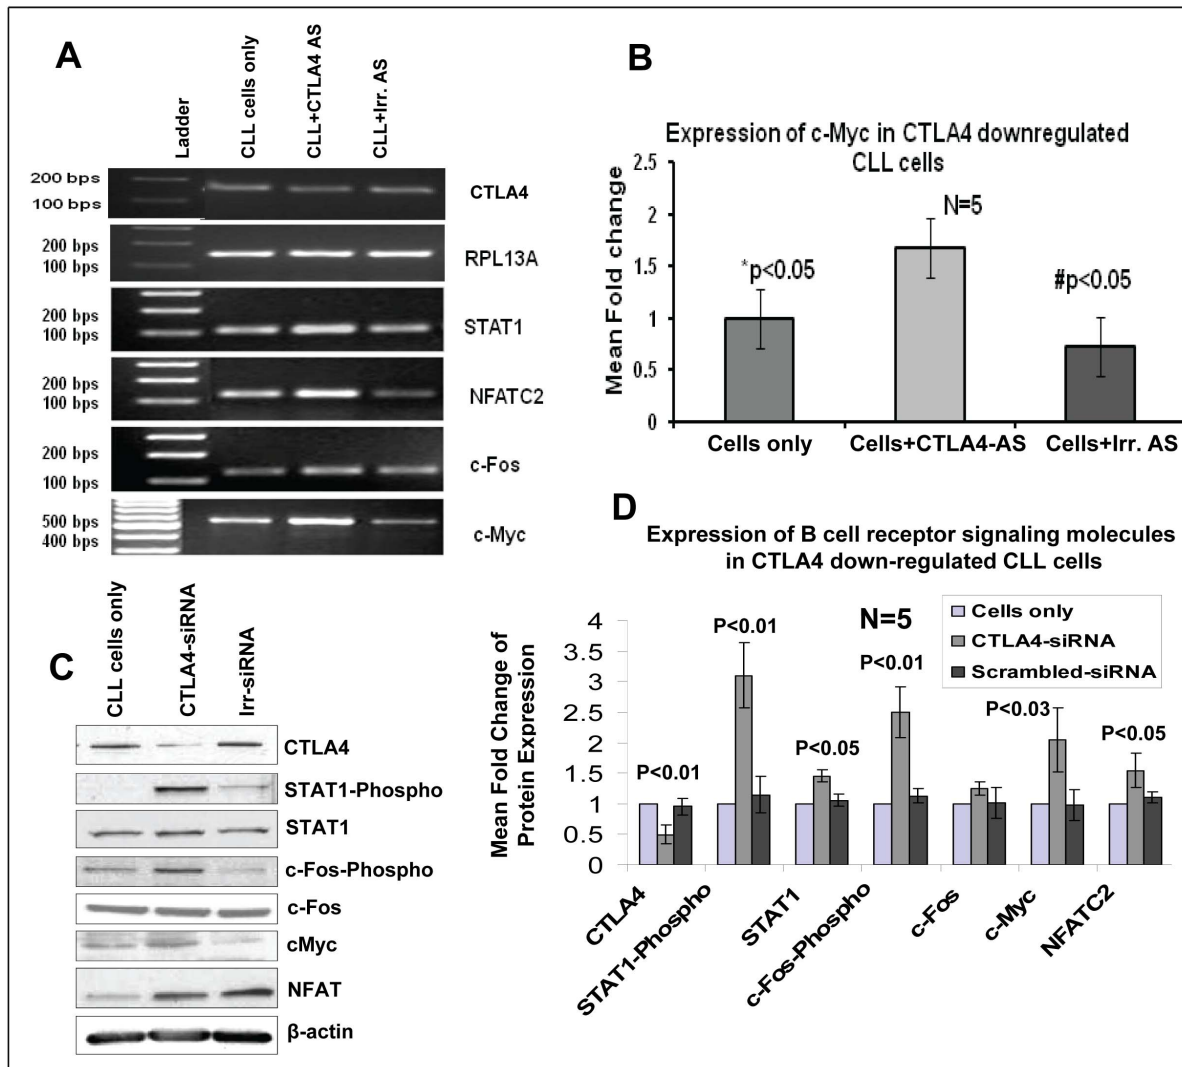 A
Ladder
CLL cells only
CLL+CTLA4 AS
CLL+Irr. AS
200 bps
100 bps
CTLA4
200 bps
100 bps
RPL13A
200 bps
100 bps
STAT1
200 bps
100 bps
NFATC2
200 bps
100 bps
c-Fos
500 bps
400 bps
c-Myc
B
Expression of c-Myc in CTLA4 downregulated
CLL cells
Mean Fold change
2.5
2
1.5
1
0.5
0
*p<0.05
N=5
#p<0.05
Cells only
Cells+CTLA4-AS
Cells+Irr. AS
C
CLL cells only
CTLA4-siRNA
Irr-siRNA
CTLA4
STAT1-Phospho
STAT1
c-Fos-Phospho
c-Fos
cMyc
NFAT
β-actin
D
Expression of B cell receptor signaling molecules
in CTLA4 down-regulated CLL cells
Mean Fold Change of
Protein Expression
4
3.5
3
2.5
2
1.5
1
0.5
0
N=5
Cells only
CTLA4-siRNA
Scrambled-siRNA
P<0.01
P<0.01
P<0.05
P<0.01
P<0.03
P<0.05
CTLA4
STAT1-Phospho
STAT1
c-Fos-Phospho
c-Fos
c-Myc
NFATC2